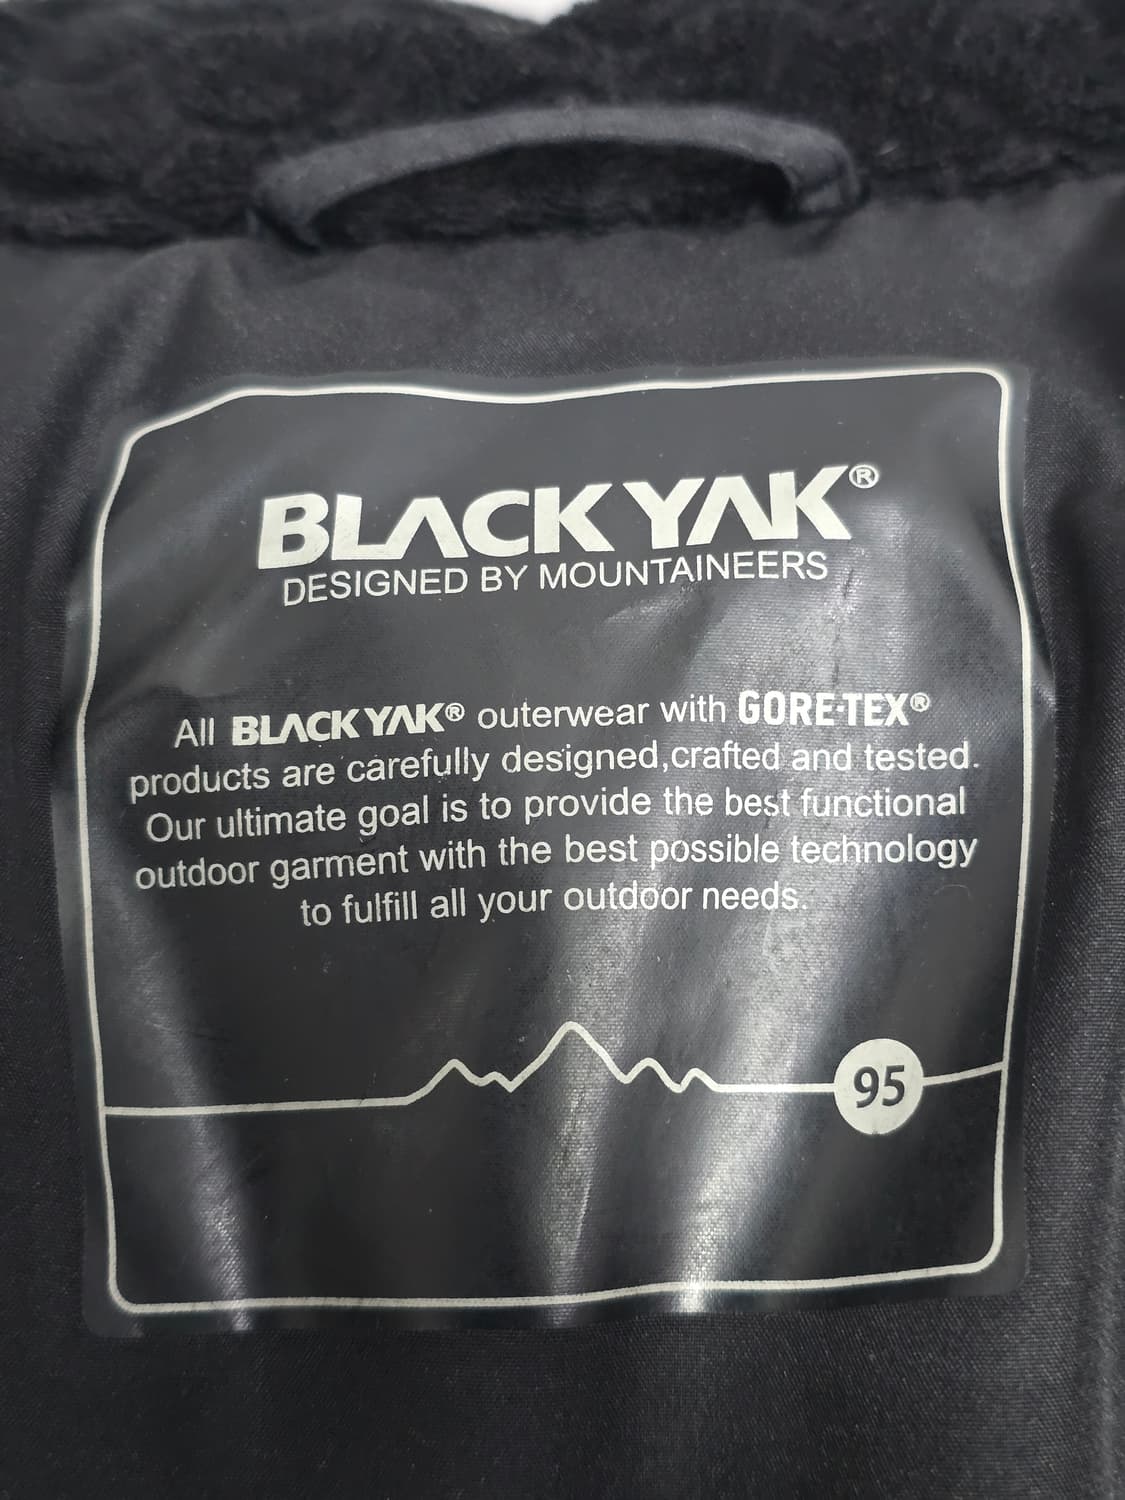 BLACKYAK®
DESIGNED BY MOUNTAINEERS
All BLACKYAK® outerwear with GORE-TEX®
products are carefully designed,crafted and tested.
Our ultimate goal is to provide the best functional
outdoor garment with the best possible technology
to fulfill all your outdoor needs.
95